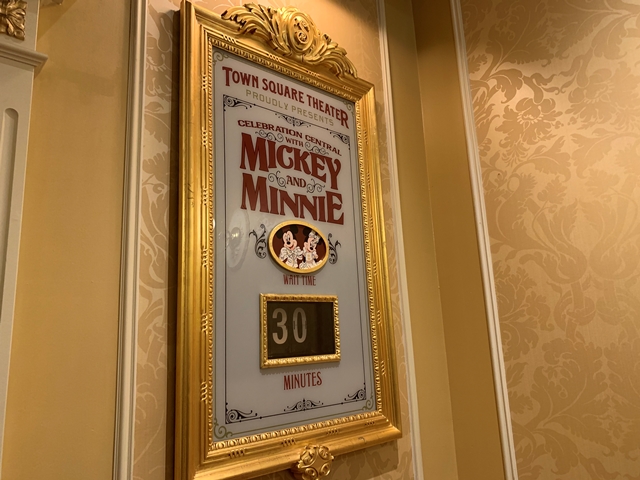 TOWN SQUARE THEATER
PROUDLY PRESENTS
CELEBRATION CENTRAL
WITH
MICKEY
AND
MINNIE
WAIT TIME
30
MINUTES